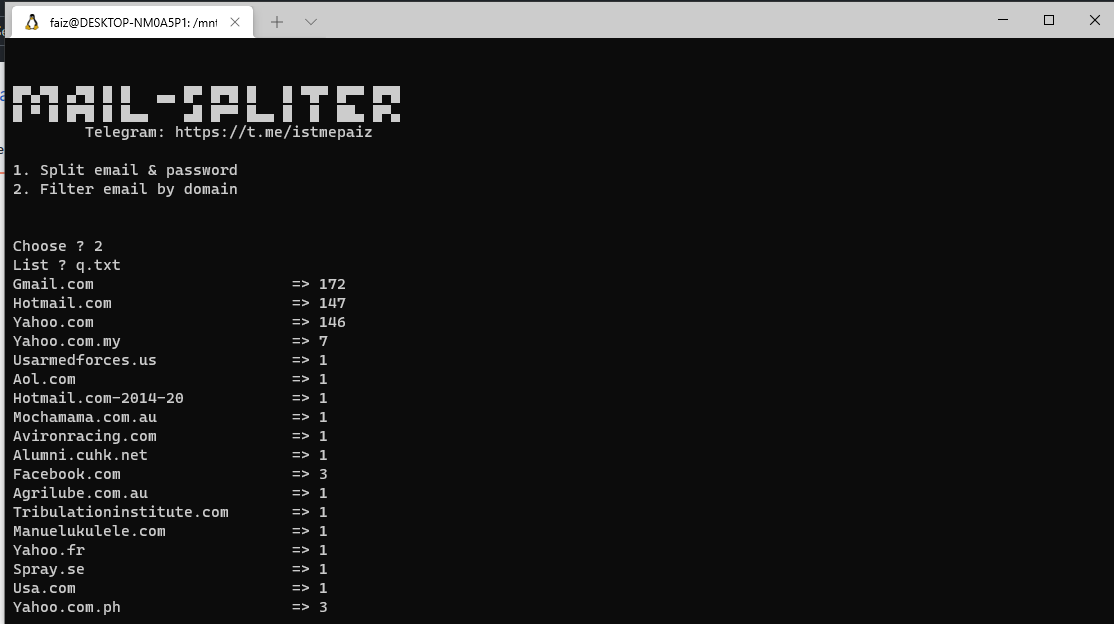 faiz@DESKTOP-NM0A5P1: /mnt
MAIL-SPLITER
Telegram: https://t.me/istmepaiz
1. Split email & password
2. Filter email by domain
Choose ? 2
List ? q.txt
Gmail.com => 172
Hotmail.com => 147
Yahoo.com => 146
Yahoo.com.my => 7
Usarmedforces.us => 1
Aol.com => 1
Hotmail.com-2014-20 => 1
Mochamama.com.au => 1
Avironracing.com => 1
Alumni.cuhk.net => 1
Facebook.com => 3
Agrilube.com.au => 1
Tribulationinstitute.com => 1
Manuelukulele.com => 1
Yahoo.fr => 1
Spray.se => 1
Usa.com => 1
Yahoo.com.ph => 3